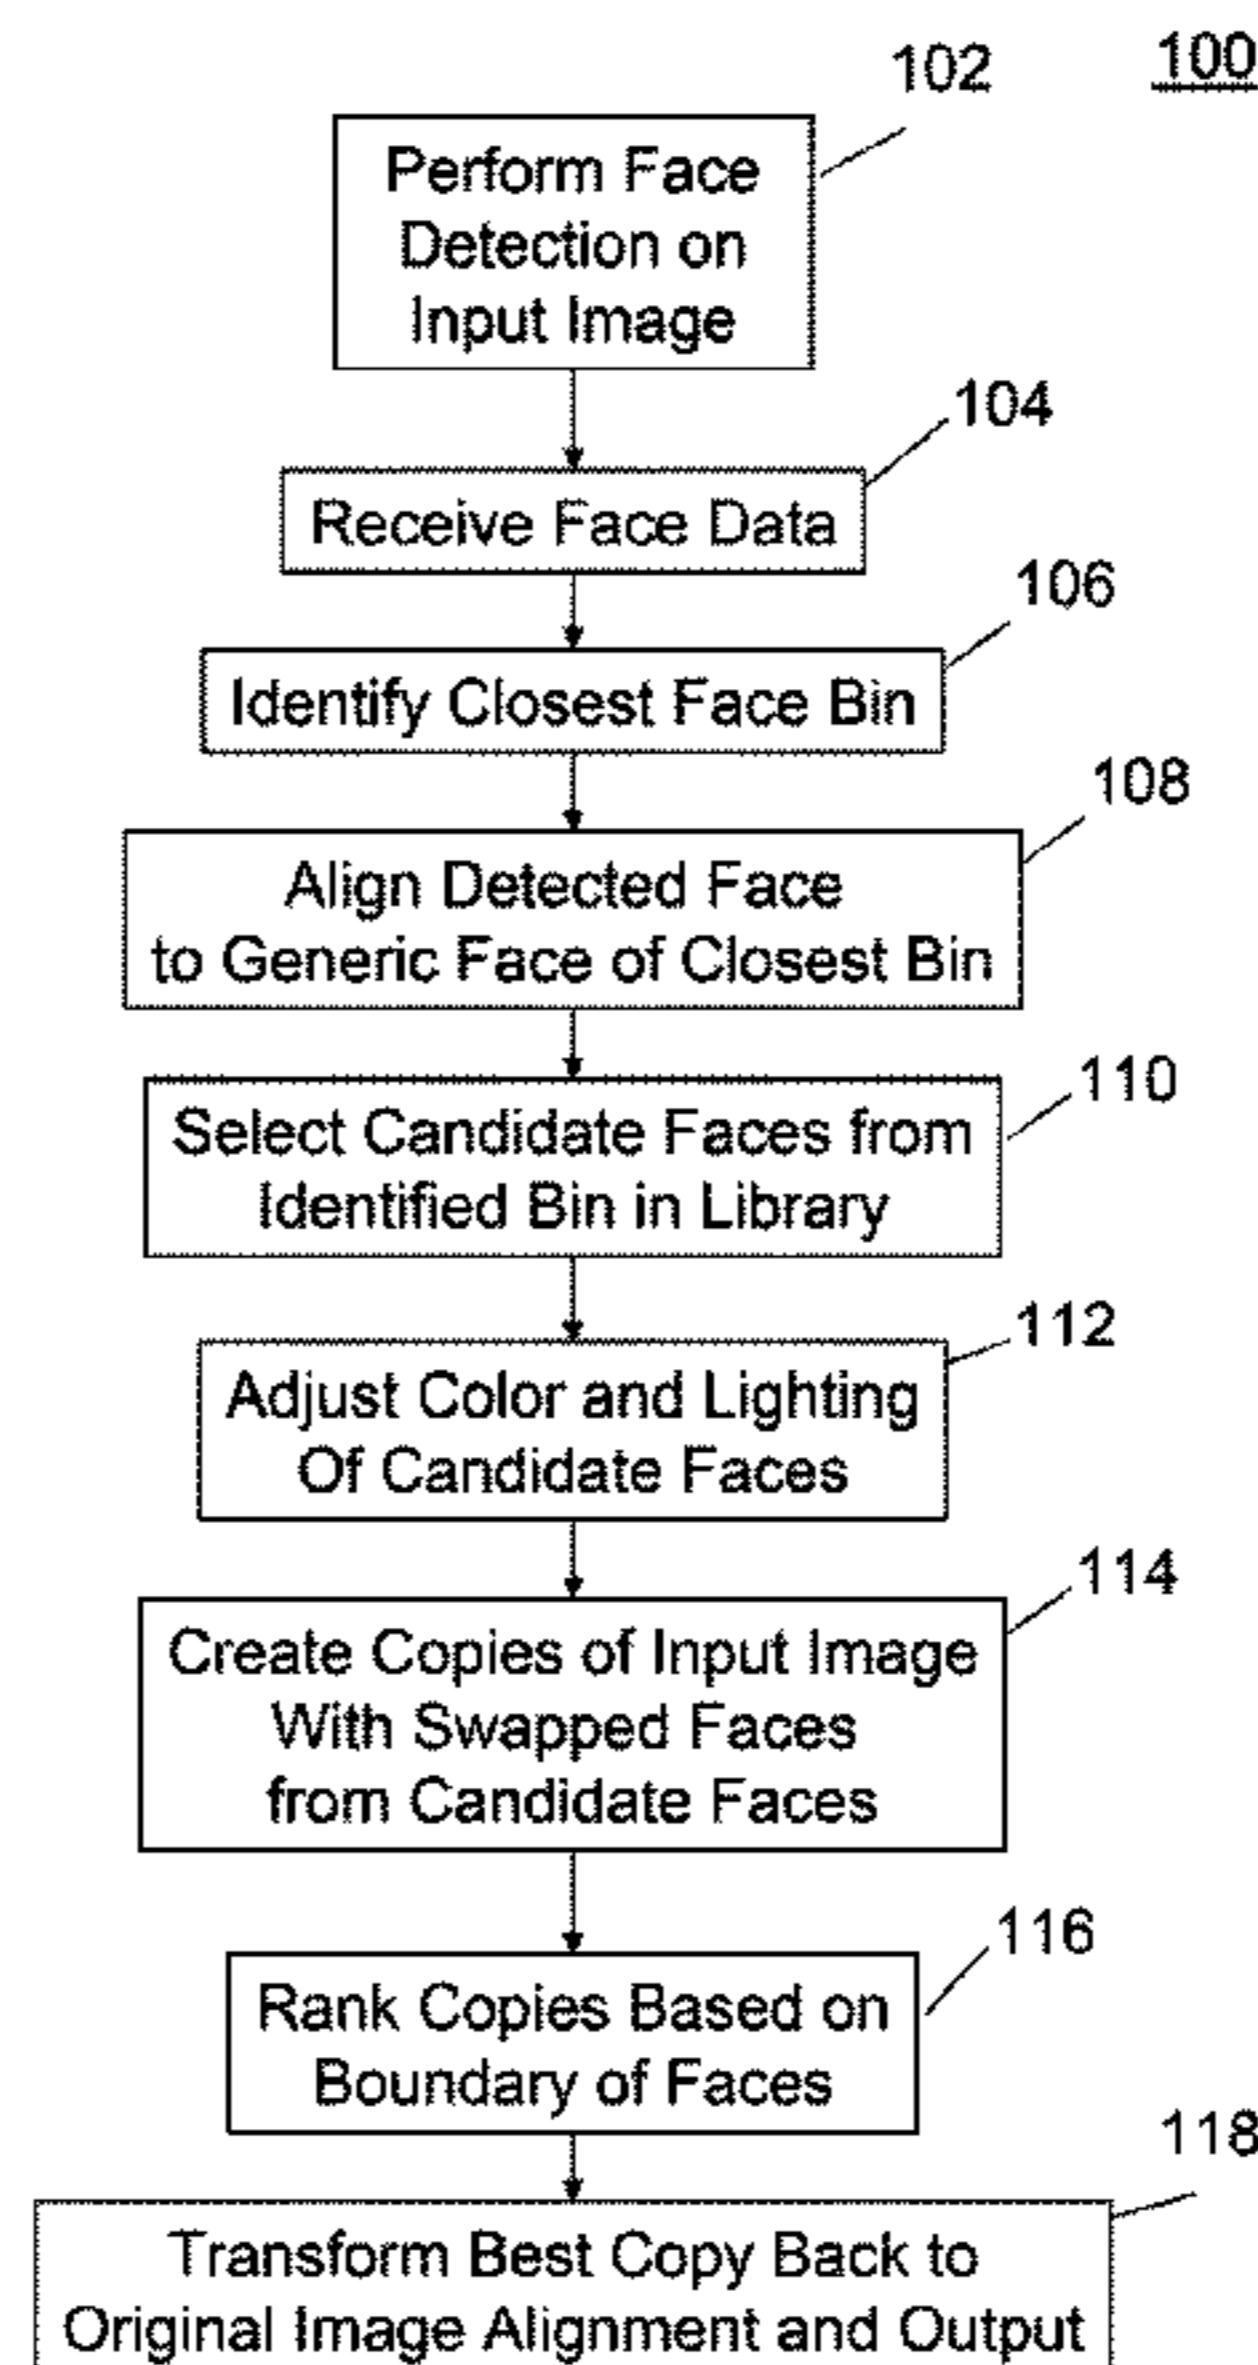 100
102
Perform Face
Detection on
Input Image
104
Receive Face Data
106
Identify Closest Face Bin
108
Align Detected Face
to Generic Face of Closest Bin
110
Select Candidate Faces from
Identified Bin in Library
112
Adjust Color and Lighting
Of Candidate Faces
114
Create Copies of Input Image
With Swapped Faces
from Candidate Faces
116
Rank Copies Based on
Boundary of Faces
118
Transform Best Copy Back to
Original Image Alignment and Output